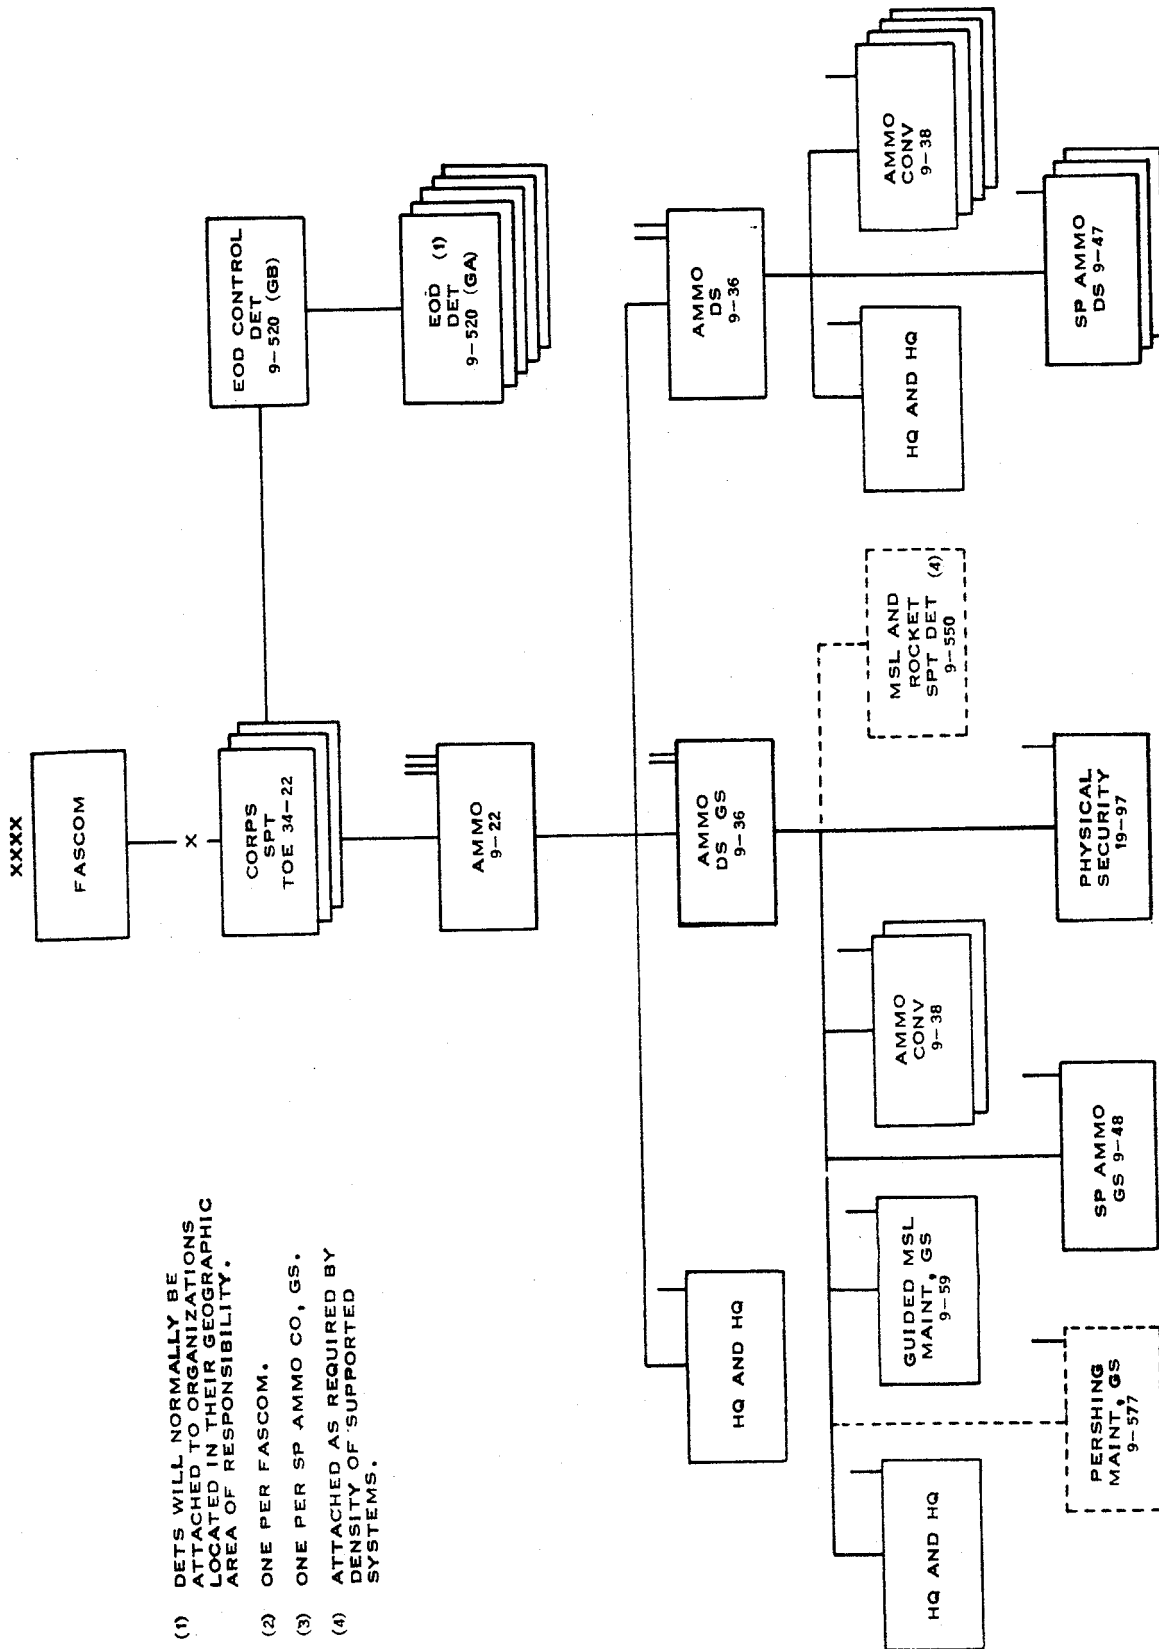 XXXX
FASCOM
X
CORPS
SPT
TOE 34-22
EOD CONTROL
DET
9-520 (GB)
EOD (1)
DET
9-520 (GA)
AMMO
9-22
(1) DETS WILL NORMALLY BE
ATTACHED TO ORGANIZATIONS
LOCATED IN THEIR GEOGRAPHIC
AREA OF RESPONSIBILITY.
(2) ONE PER FASCOM.
(3) ONE PER SP AMMO CO, GS.
(4) ATTACHED AS REQUIRED BY
DENSITY OF SUPPORTED
SYSTEMS.
HQ AND HQ
AMMO
DS GS
9-36
AMMO
DS
9-36
HQ AND HQ
GUIDED MSL
MAINT, GS
9-59
AMMO
CONV
9-38
MSL AND
ROCKET
SPT DET (4)
9-550
HQ AND HQ
AMMO
CONV
9-38
PERSHING
MAINT, GS
9-577
SP AMMO
GS 9-48
PHYSICAL
SECURITY
19-97
SP AMMO
DS 9-47